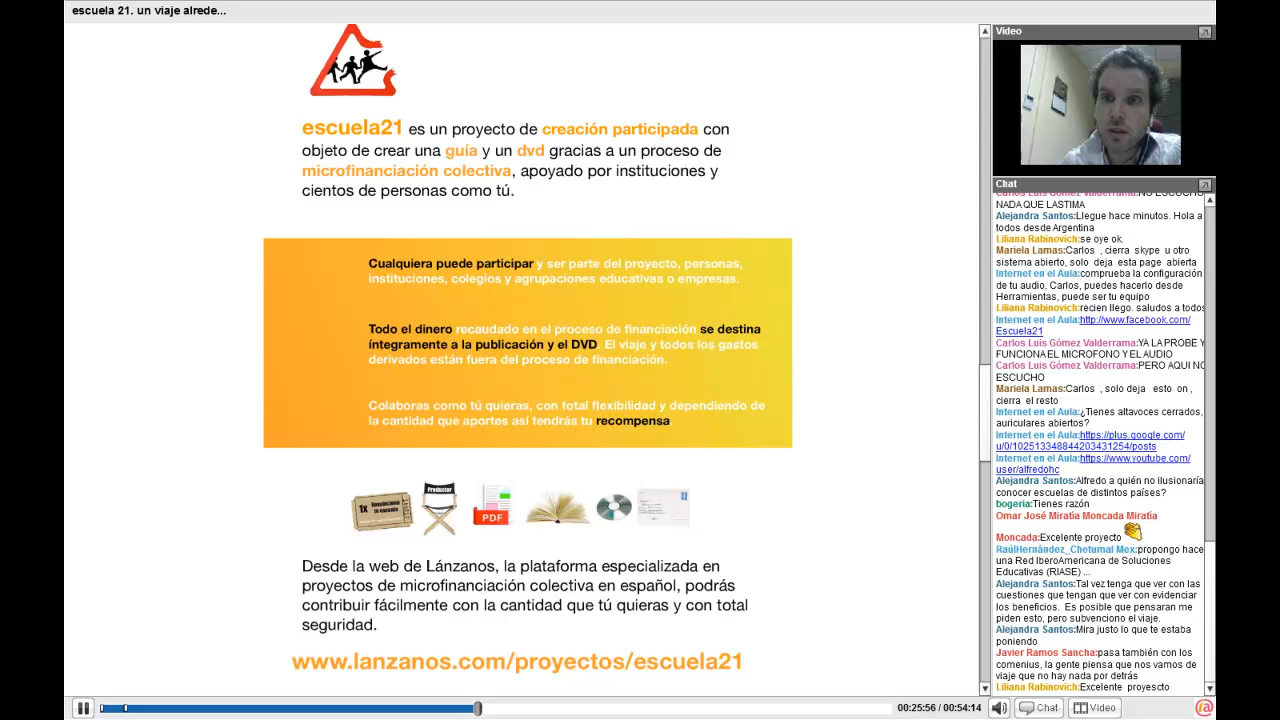 escuela 21. un viaje alrede...
escuela21 es un proyecto de creación participada con
objeto de crear una guía y un dvd gracias a un proceso de
microfinanciación colectiva, apoyado por instituciones y
cientos de personas como tú.
Cualquiera puede participar y ser parte del proyecto, personas,
instituciones, colegios y agrupaciones educativas o empresas.
Todo el dinero recaudado en el proceso de financiación se destina
íntegramente a la publicación y el DVD El viaje y todos los gastos
derivados están fuera del proceso de financiación.
Colaboras como tú quieras, con total flexibilidad y dependiendo de
la cantidad que aportes así tendrás tu recompensa
1x
Productor
PDF
Desde la web de Lánzanos, la plataforma especializada en
proyectos de microfinanciación colectiva en español, podrás
contribuir fácilmente con la cantidad que tú quieras y con total
seguridad.
www.lanzanos.com/proyectos/escuela21
Video
Chat
Carlos Luis Gómez Valderrama:NO ESCUCHO
NADA QUE LASTIMA
Alejandra Santos:Llegue hace minutos. Hola a
todos desde Argentina
Liliana Rabinovich:se oye ok.
Mariela Lamas:Carlos , cierra skype u otro
sistema abierto, solo deja esta page abierta
Internet en el Aula:comprueba la configuración
de tu audio, Carlos, puedes hacerlo desde
Herramientas, puede ser tu equipo
Liliana Rabinovich:recien llego. saludos a todos
Internet en el Aula:http://www.facebook.com/
Escuela21
Carlos Luis Gómez Valderrama:YA LA PROBE Y
FUNCIONA EL MICROFONO Y EL AUDIO
Carlos Luis Gómez Valderrama:PERO AQUI NO
ESCUCHO
Mariela Lamas:Carlos , solo deja esto on ,
cierra el resto
Internet en el Aula:¿Tienes altavoces cerrados,
auriculares abiertos?
Internet en el Aula:https://plus.google.com/
u/0/102513348844203431254/posts
Internet en el Aula:https://www.youtube.com/
user/alfredohc
Alejandra Santos:Alfredo a quién no ilusionaría
conocer escuelas de distintos países?
bogeria:Tienes razón
Omar José Miratía Moncada Miratía
Moncada:Excelente proyecto
RaúlHernández_Chetumal Mex:propongo hace
una Red IberoAmericana de Soluciones
Educativas (RIASE) ...
Alejandra Santos:Tal vez tenga que ver con las
cuestiones que tengan que ver con evidenciar
los beneficios. Es posible que pensaran me
piden esto, pero subvenciono el viaje.
Alejandra Santos:Mira justo lo que te estaba
poniendo
Javier Ramos Sancha:pasa también con los
comenius, la gente piensa que nos vamos de
viaje que no hay nada por detrás
Liliana Rabinovich:Excelente proyescto
00:25:56 / 00:54:14
Chat
Video